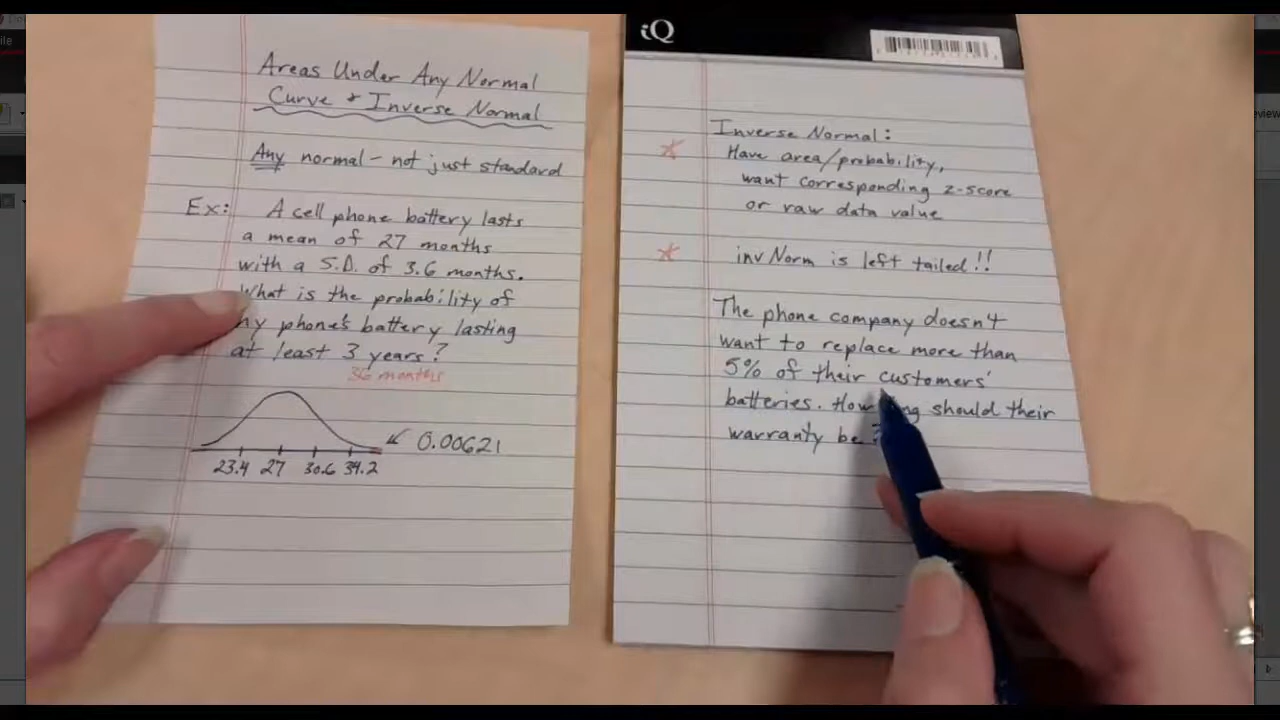 Areas Under Any Normal
Curve & Inverse Normal
Any normal - not just standard
Ex: A cell phone battery lasts
a mean of 27 months
with a S.D. of 3.6 months.
What is the probability of
my phone's battery lasting
at least 3 years?
36 months
0.00621
23.4 27 30.6 34.2
iQ
Inverse Normal:
Have area/probability,
want corresponding z-score
or raw data value
invNorm is left tailed!!
The phone company doesn't
want to replace more than
5% of their customers'
batteries. How should their
warranty be ?